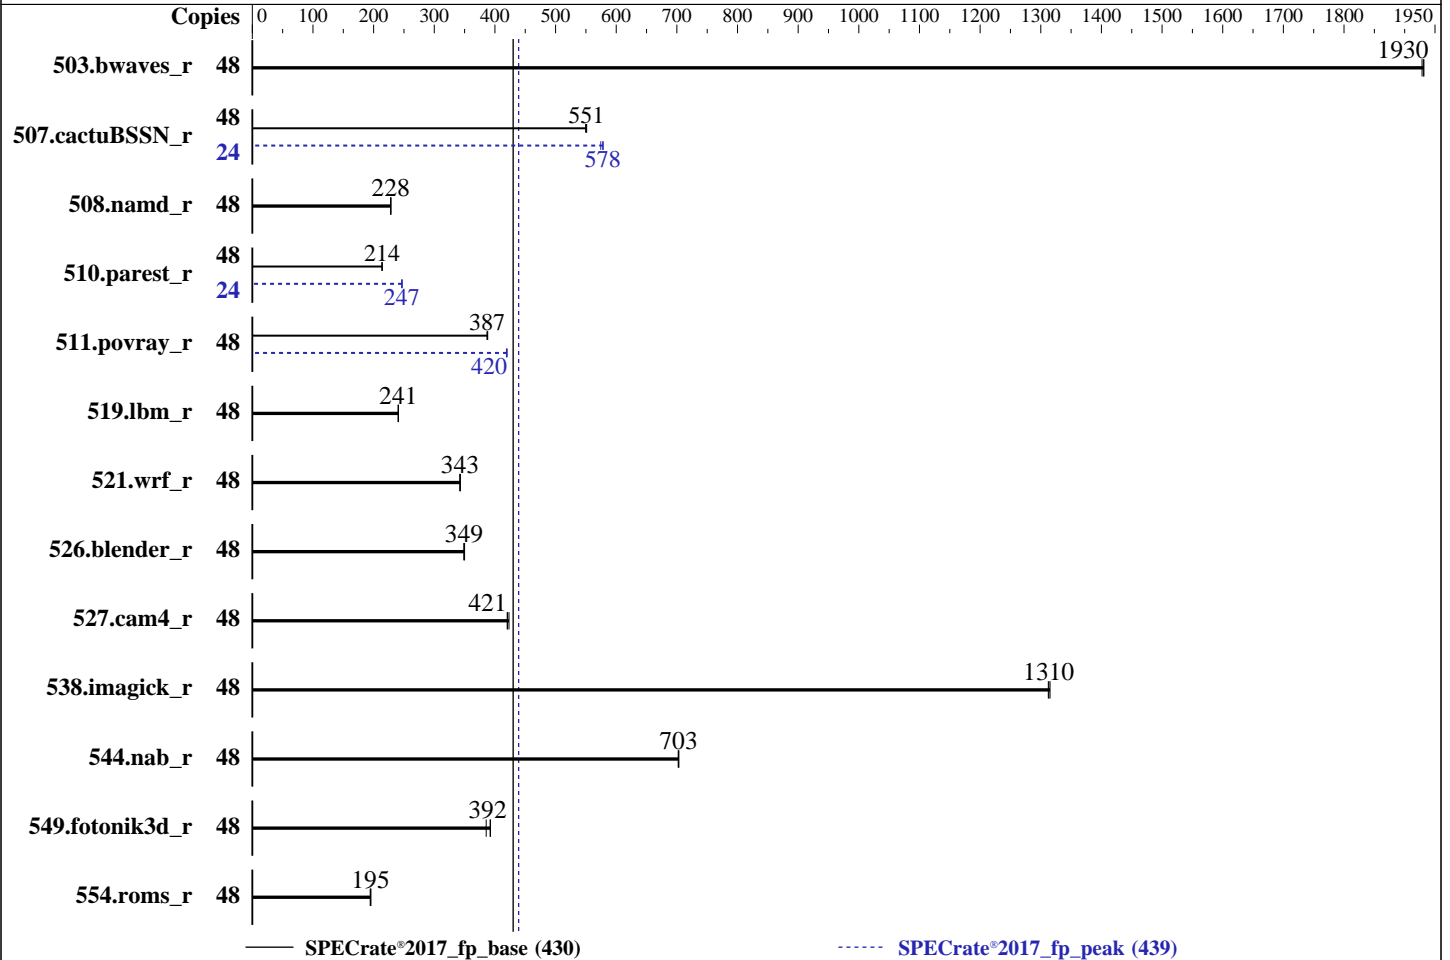 Copies 0 100 200 300 400 500 600 700 800 900 1000 1100 1200 1300 1400 1500 1600 1700 1800 1950
503.bwaves_r 48 1930
507.cactuBSSN_r 48 551
24 578
508.namd_r 48 228
510.parest_r 48 214
24 247
511.povray_r 48 387
420
519.lbm_r 48 241
521.wrf_r 48 343
526.blender_r 48 349
527.cam4_r 48 421
538.imagick_r 48 1310
544.nab_r 48 703
549.fotonik3d_r 48 392
554.roms_r 48 195
SPECrate®2017_fp_base (430) SPECrate®2017_fp_peak (439)